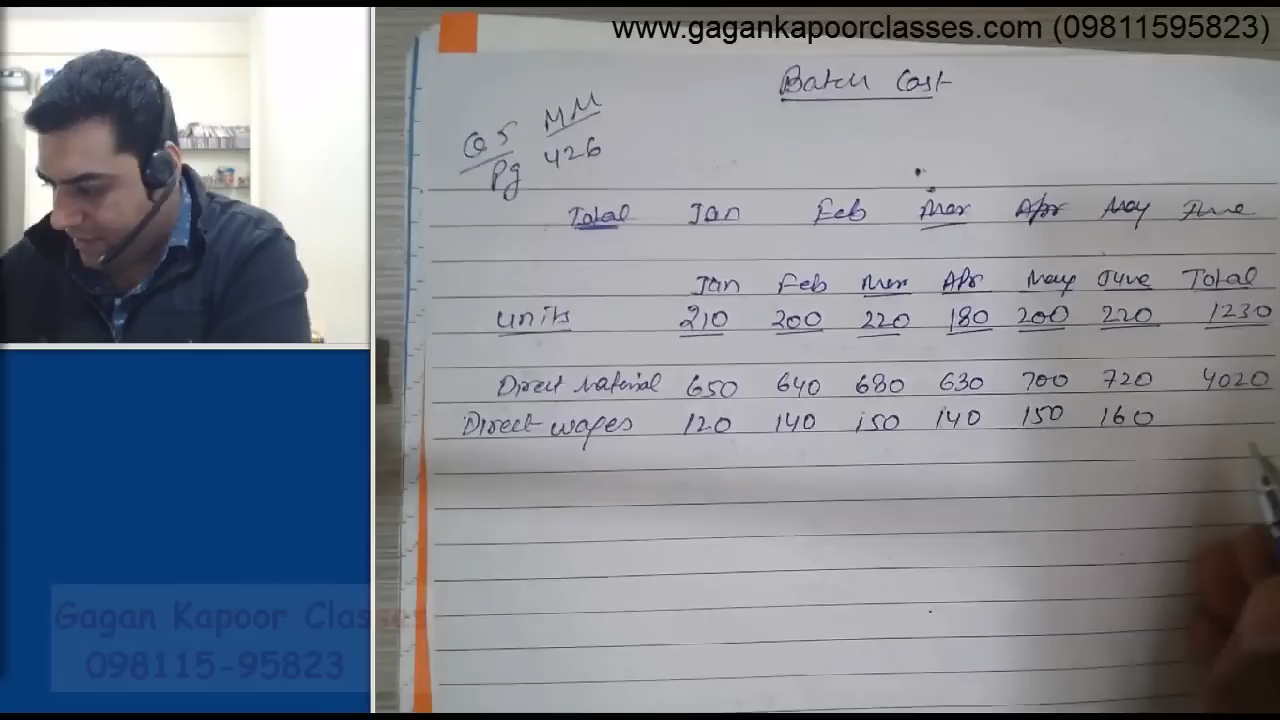 www.gagankapoorclasses.com (09811595823)
Batch Cost
Q5 MM
Pg 426
Total Jan Feb Mar Apr May June
Jan Feb Mar Apr May June Total
Units 210 200 220 180 200 220 1230
Direct Material 650 640 680 630 700 720 4020
Direct wages 120 140 150 140 150 160
Gagan Kapoor Classes
098115-95823